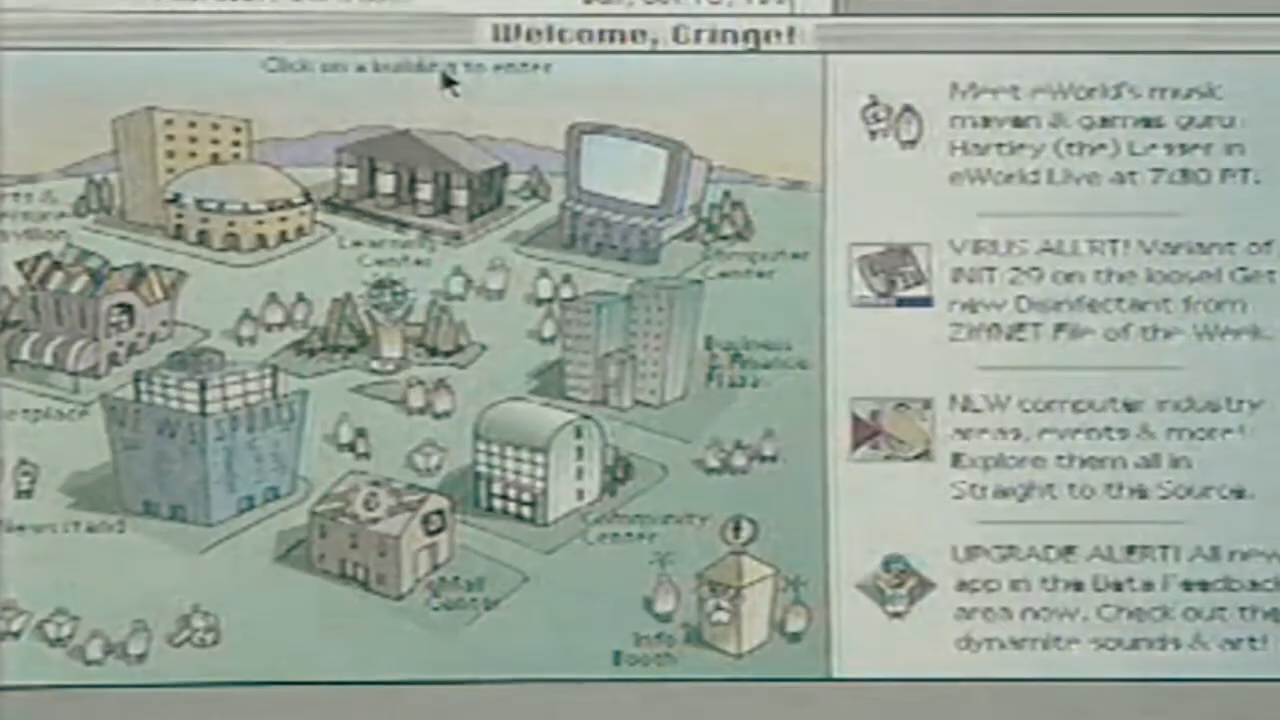 Welcome, Cringe!
Click on a building to enter
Learning
Center
Computer
Center
Business
& Finance
Plaza
NEWSSTAND
Newsstand
Community
Center
eMail
Center
Info
Booth
Meet eWorld's music
maven & games guru
Hartley (the) Lesser in
eWorld Live at 7:30 PT.
VIRUS ALERT! Variant of
INIT 29 on the loose! Get
new Disinfectant from
ZiffNET File of the Week.
NEW computer industry
areas, events & more!
Explore them all in
Straight to the Source.
UPGRADE ALERT! All new
app in the Data Feedback
area now. Check out the
dynamite sounds & art!